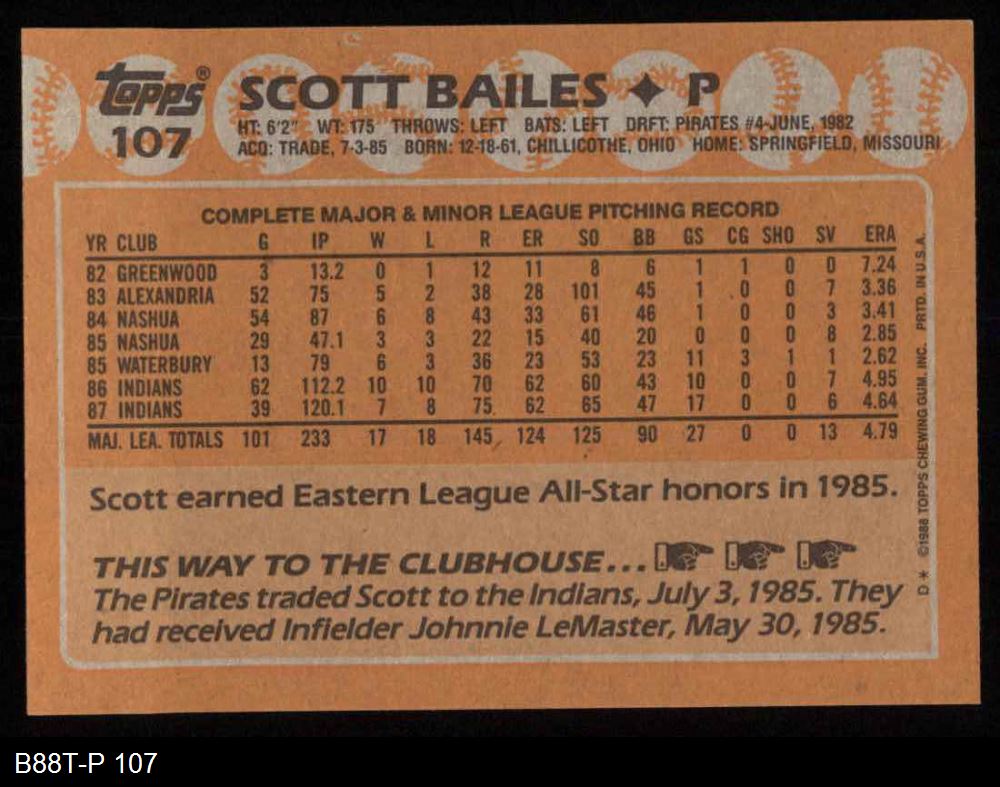 topps® SCOTT BAILES ✦ P
107 HT: 6'2" WT: 175 THROWS: LEFT BATS: LEFT DRFT: PIRATES #4-JUNE, 1982
ACQ: TRADE, 7-3-85 BORN: 12-18-61, CHILLICOTHE, OHIO HOME: SPRINGFIELD, MISSOURI
COMPLETE MAJOR & MINOR LEAGUE PITCHING RECORD
YR CLUB G IP W L R ER SO BB GS CG SHO SV ERA
82 GREENWOOD 3 13.2 0 1 12 11 8 6 1 1 0 0 7.24
83 ALEXANDRIA 52 75 5 2 38 28 101 45 1 0 0 7 3.36
84 NASHUA 54 87 6 8 43 33 61 46 1 0 0 3 3.41
85 NASHUA 29 47.1 3 3 22 15 40 20 0 0 0 8 2.85
85 WATERBURY 13 79 6 3 36 23 53 23 11 3 1 1 2.62
86 INDIANS 62 112.2 10 10 70 62 60 43 10 0 0 7 4.95
87 INDIANS 39 120.1 7 8 75 62 65 47 17 0 0 6 4.64
MAJ. LEA. TOTALS 101 233 17 18 145 124 125 90 27 0 0 13 4.79
Scott earned Eastern League All-Star honors in 1985.
THIS WAY TO THE CLUBHOUSE...
The Pirates traded Scott to the Indians, July 3, 1985. They
had received Infielder Johnnie LeMaster, May 30, 1985.
D* ©1988 TOPPS CHEWING GUM, INC. PRTD. IN U.S.A.
B88T-P 107